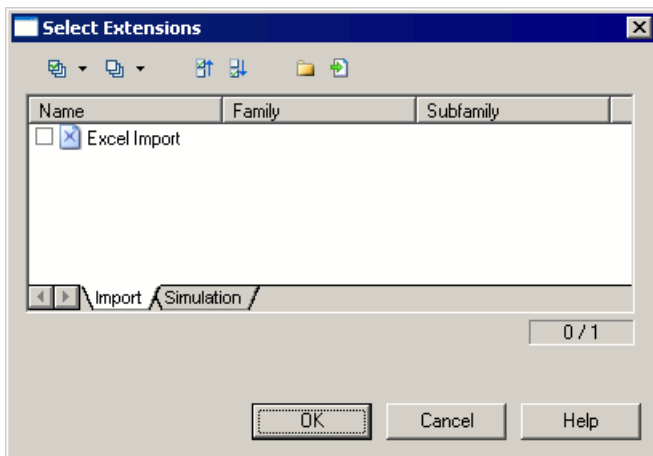 Select Extensions
Name Family Subfamily
Excel Import
Import Simulation
0 / 1
OK Cancel Help